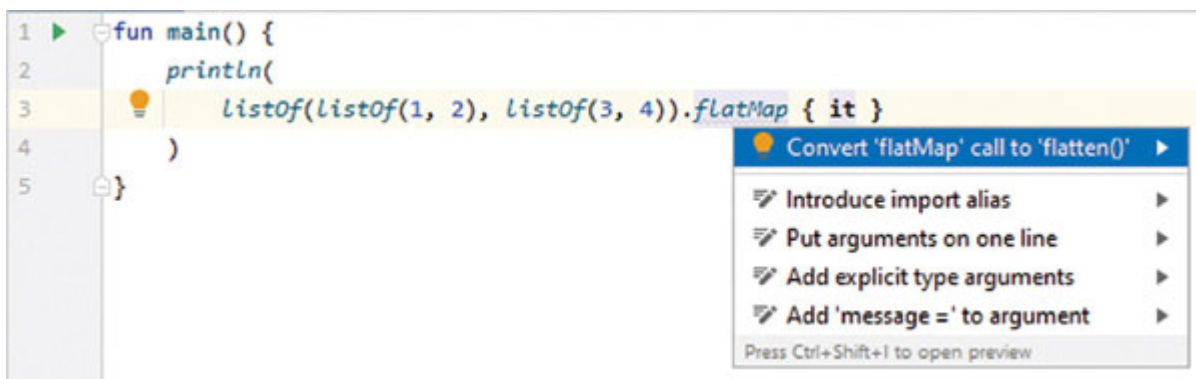 1 fun main() {
2 println(
3 listOf(listOf(1, 2), listOf(3, 4)).flatMap { it }
4 )
5 }
Convert 'flatMap' call to 'flatten()'
Introduce import alias
Put arguments on one line
Add explicit type arguments
Add 'message =' to argument
Press Ctrl+Shift+I to open preview